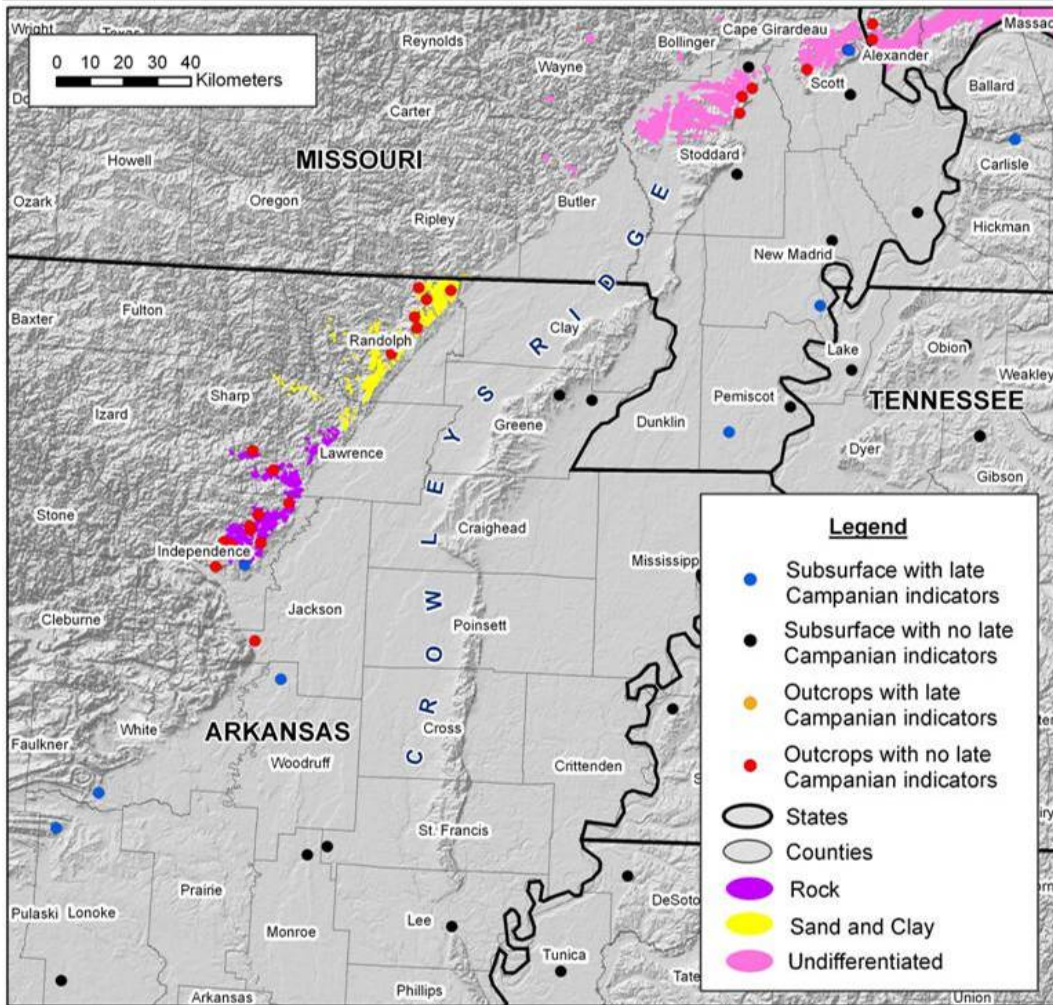 Wright
Texas
Reynolds
Bollinger
Cape Girardeau
Massac
0 10 20 30 40
Kilometers
Wayne
Alexander
Scott
Ballard
Carter
Howell
MISSOURI
Stoddard
Carlisle
Ozark
Oregon
Butler
Ripley
Hickman
New Madrid
CROWLEYS RIDGE
Fulton
Baxter
Clay
Randolph
Lake
Obion
Weakley
Sharp
Izard
Pemiscot
TENNESSEE
Greene
Dunklin
Lawrence
Dyer
Gibson
Stone
Craighead
Independence
Mississipp
Jackson
Cleburne
Poinsett
White
ARKANSAS
Cross
Faulkner
Woodruff
Crittenden
St. Francis
Prairie
DeSoto
Pulaski
Lonoke
Lee
Monroe
Tunica
Tate
Arkansas
Phillips
Union
Legend
Subsurface with late
Campanian indicators
Subsurface with no late
Campanian indicators
Outcrops with late
Campanian indicators
Outcrops with no late
Campanian indicators
States
Counties
Rock
Sand and Clay
Undifferentiated